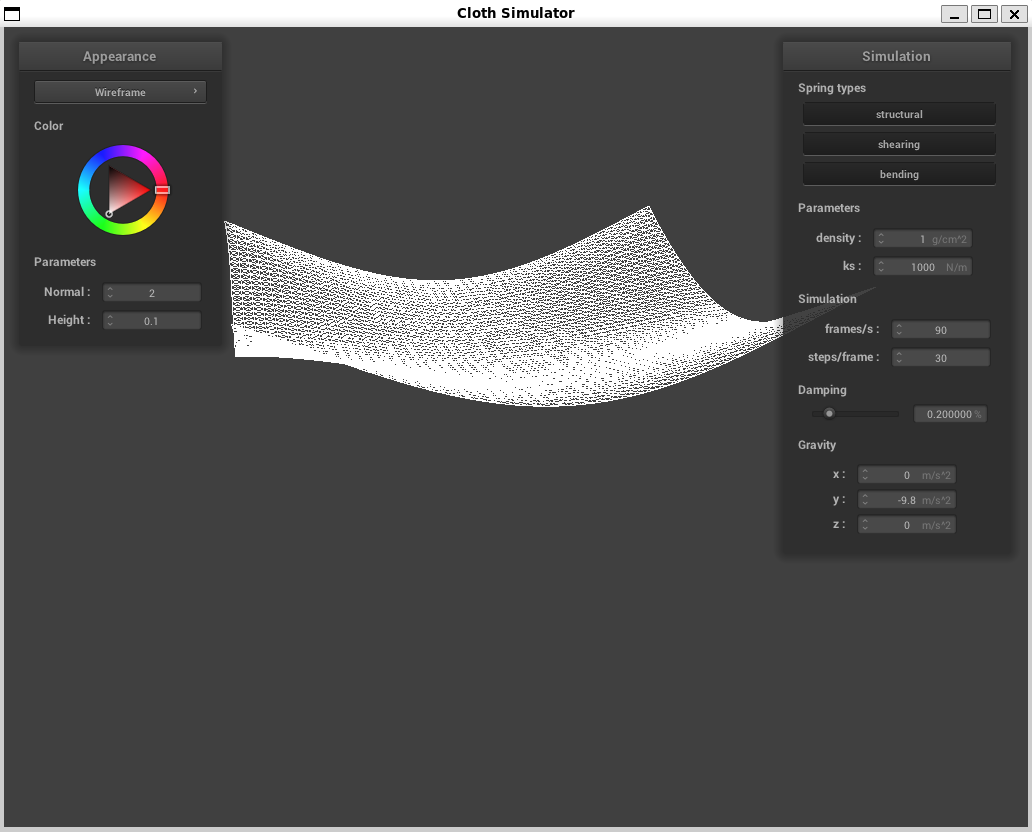 Cloth Simulator
Appearance
Wireframe
Color
Parameters
Normal : 2
Height : 0.1
Simulation
Spring types
structural
shearing
bending
Parameters
density : 1 g/cm^2
ks : 1000 N/m
Simulation
frames/s : 90
steps/frame : 30
Damping
0.200000 %
Gravity
x : 0 m/s^2
y : -9.8 m/s^2
z : 0 m/s^2